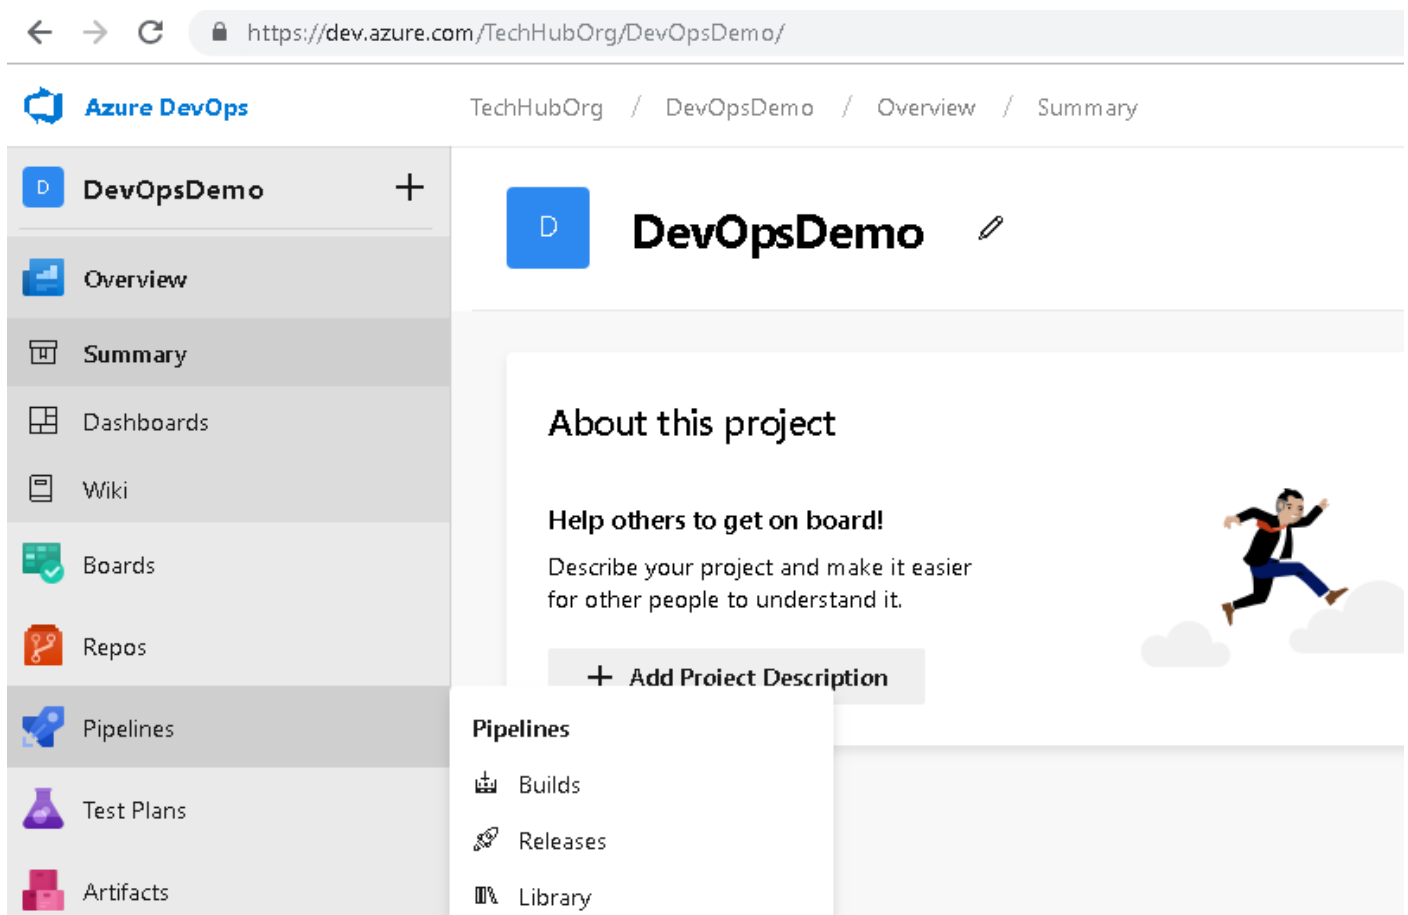 https://dev.azure.com/TechHubOrg/DevOpsDemo/
Azure DevOps
TechHubOrg / DevOpsDemo / Overview / Summary
D DevOpsDemo +
D DevOpsDemo
Overview
Summary
Dashboards
Wiki
Boards
Repos
Pipelines
Test Plans
Artifacts
About this project
Help others to get on board!
Describe your project and make it easier
for other people to understand it.
+ Add Project Description
Pipelines
Builds
Releases
Library